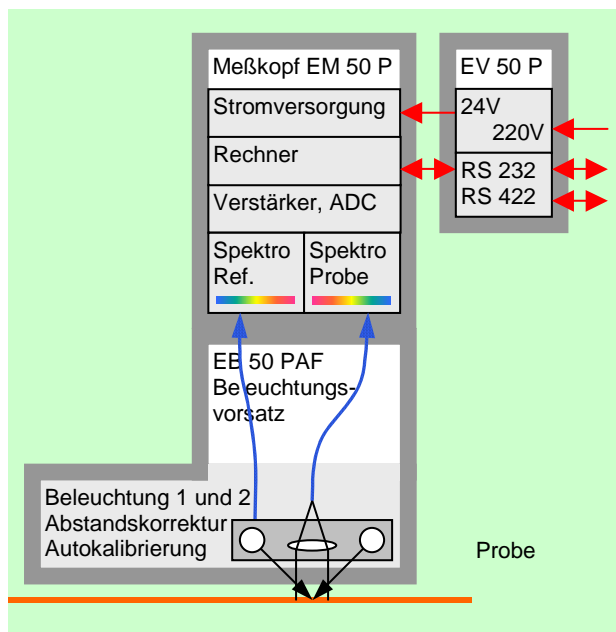 Meßkopf EM 50 P
Stromversorgung
Rechner
Verstärker, ADC
Spektro
Ref.
Spektro
Probe
EV 50 P
24V
220V
RS 232
RS 422
EB 50 PAF
Beleuchtungs-
vorsatz
Beleuchtung 1 und 2
Abstandskorrektur
Autokalibrierung
Probe